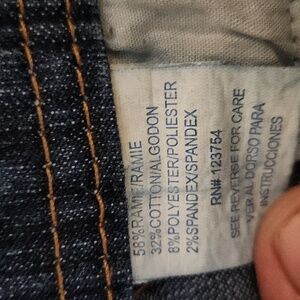 58% RAMIE/RAMIE
32% COTTON/ALGODON
8% POLYESTER/POLIESTER
2% SPANDEX/SPANDEX
RN# 123754
SEE REVERSE FOR CARE
VER AL DORSO PARA
INSTRUCCIONES